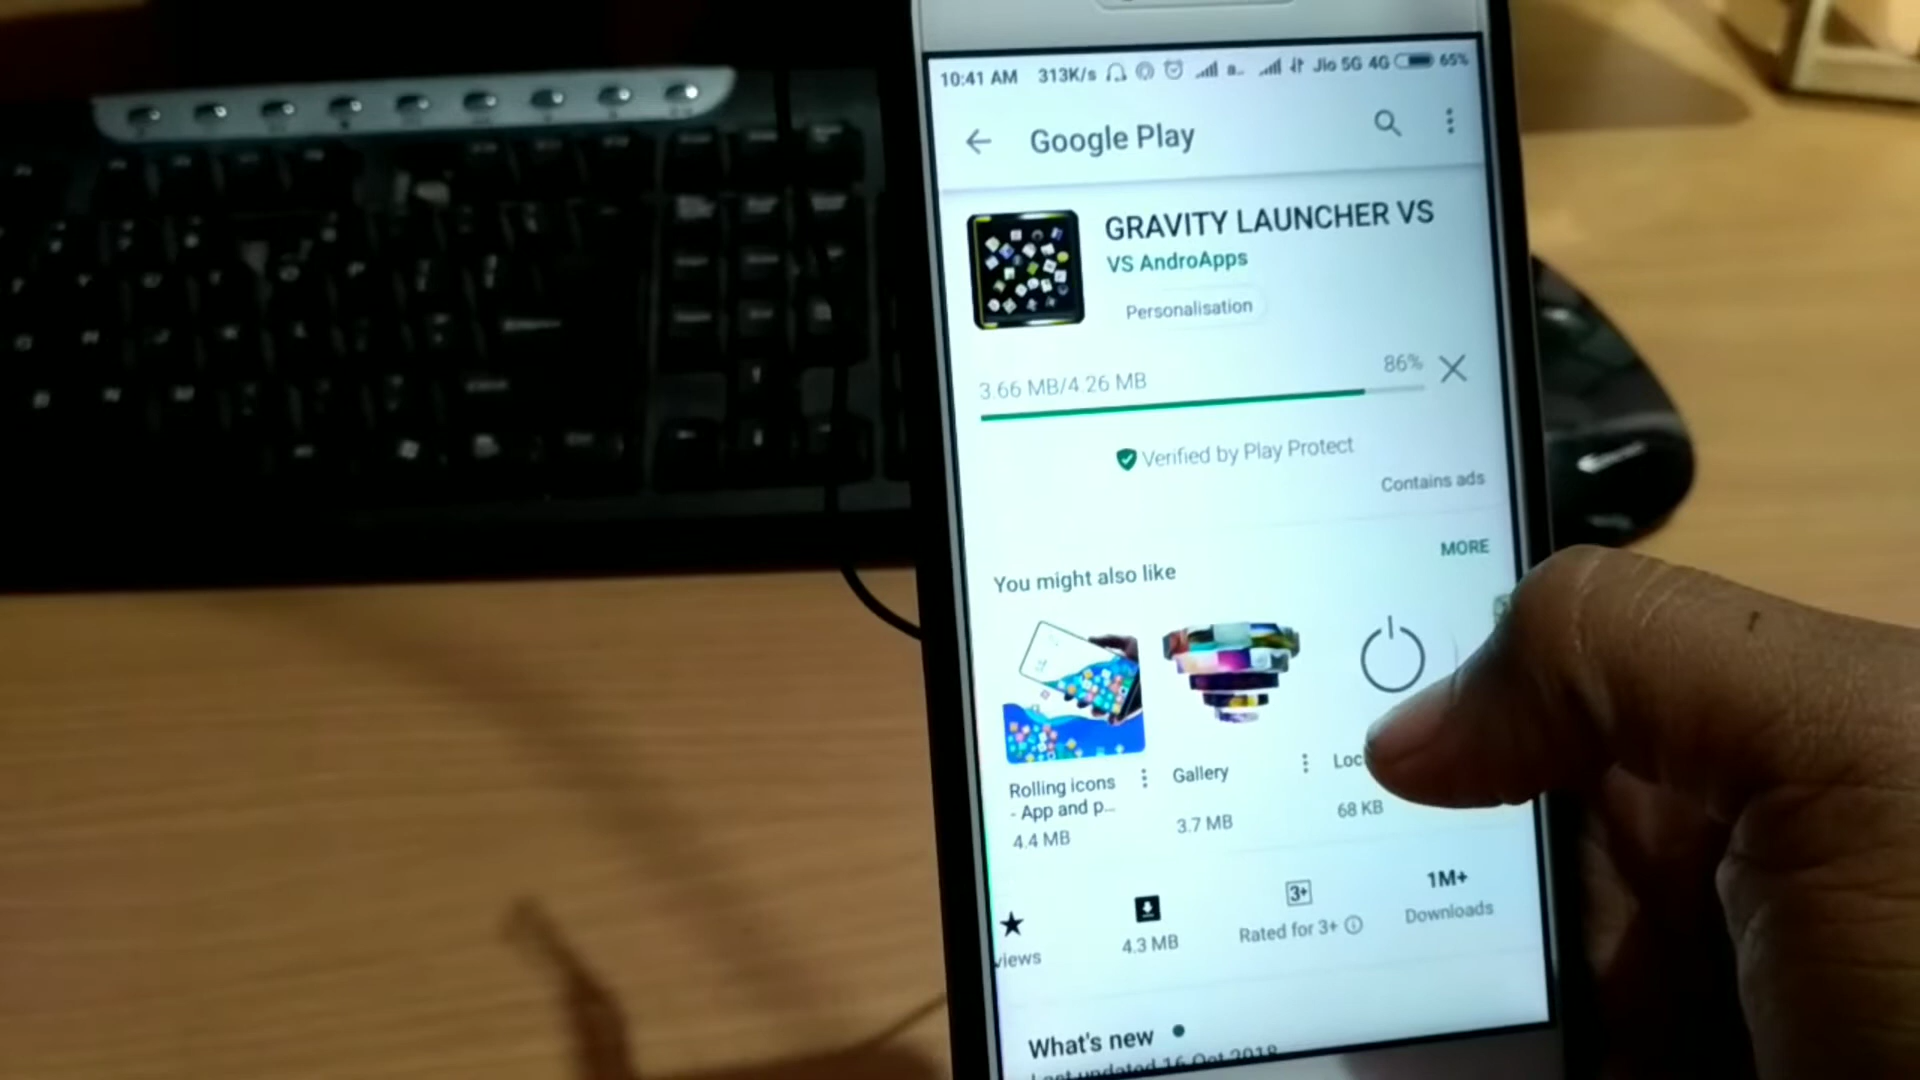 10:41 AM 313K/s Jio 5G 4G 65%
Google Play
GRAVITY LAUNCHER VS
VS AndroApps
Personalisation
3.66 MB/4.26 MB 86%
Verified by Play Protect
Contains ads
MORE
You might also like
Rolling icons
- App and p...
4.4 MB
Gallery
3.7 MB
Loc
68 KB
views
4.3 MB
3+
Rated for 3+
1M+
Downloads
What's new
Last updated 16 Oct 2018